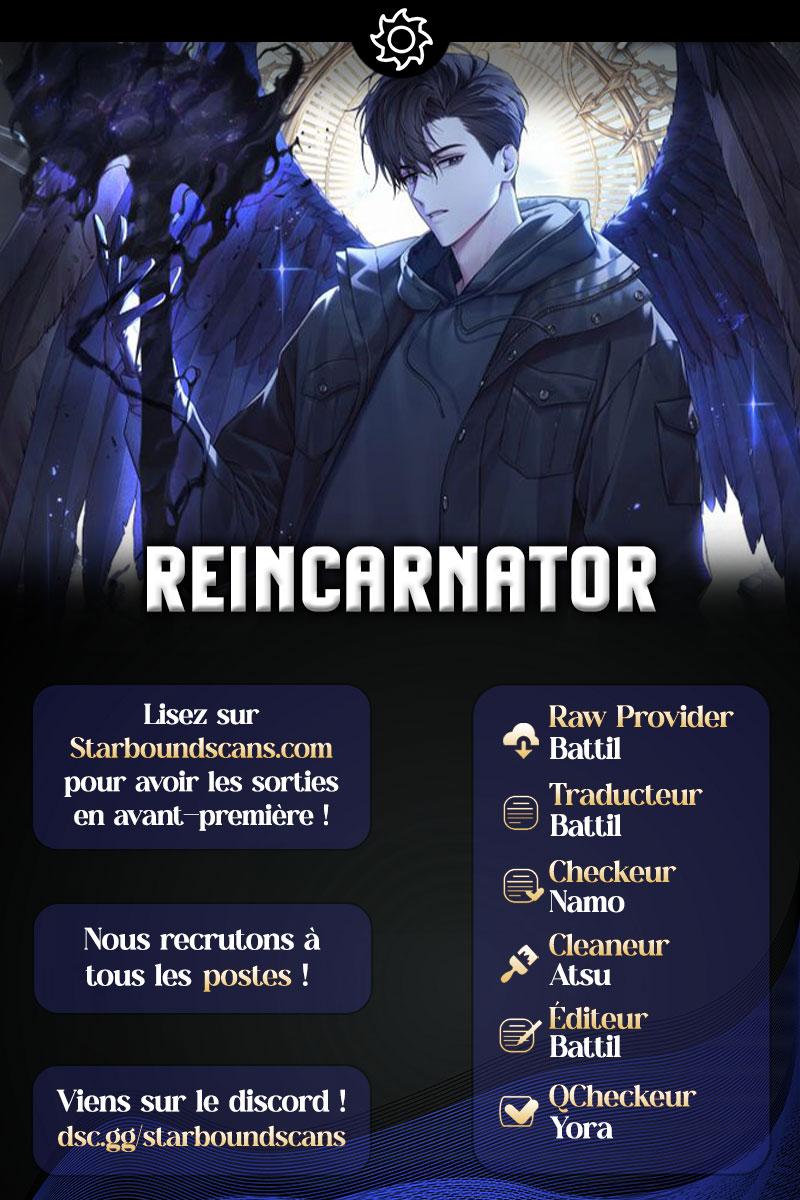 REINCARNATOR
Lisez sur
Starboundscans.com
pour avoir les sorties
en avant-première !
Nous recrutons à
tous les postes !
Viens sur le discord !
dsc.gg/starboundscans
Raw Provider
Battil
Traducteur
Battil
Checkeur
Namo
Cleaneur
Atsu
Éditeur
Battil
QCheckeur
Yora